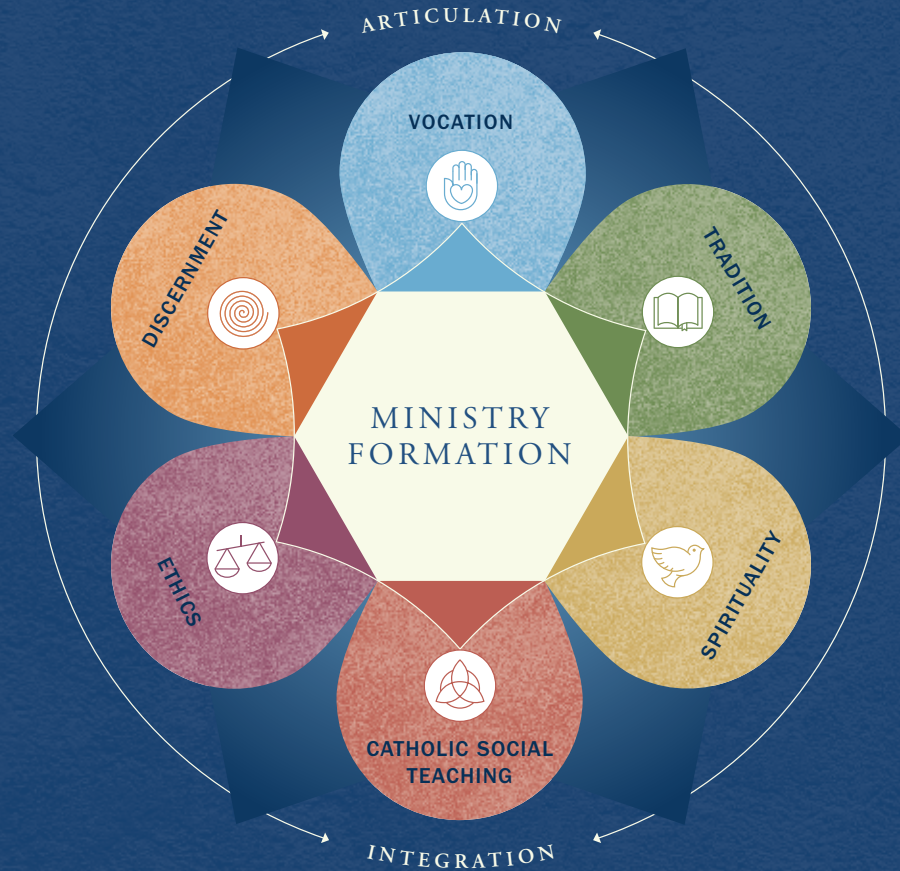 ARTICULATION
VOCATION
DISCERNMENT
TRADITION
MINISTRY
FORMATION
ETHICS
SPIRITUALITY
CATHOLIC SOCIAL
TEACHING
INTEGRATION